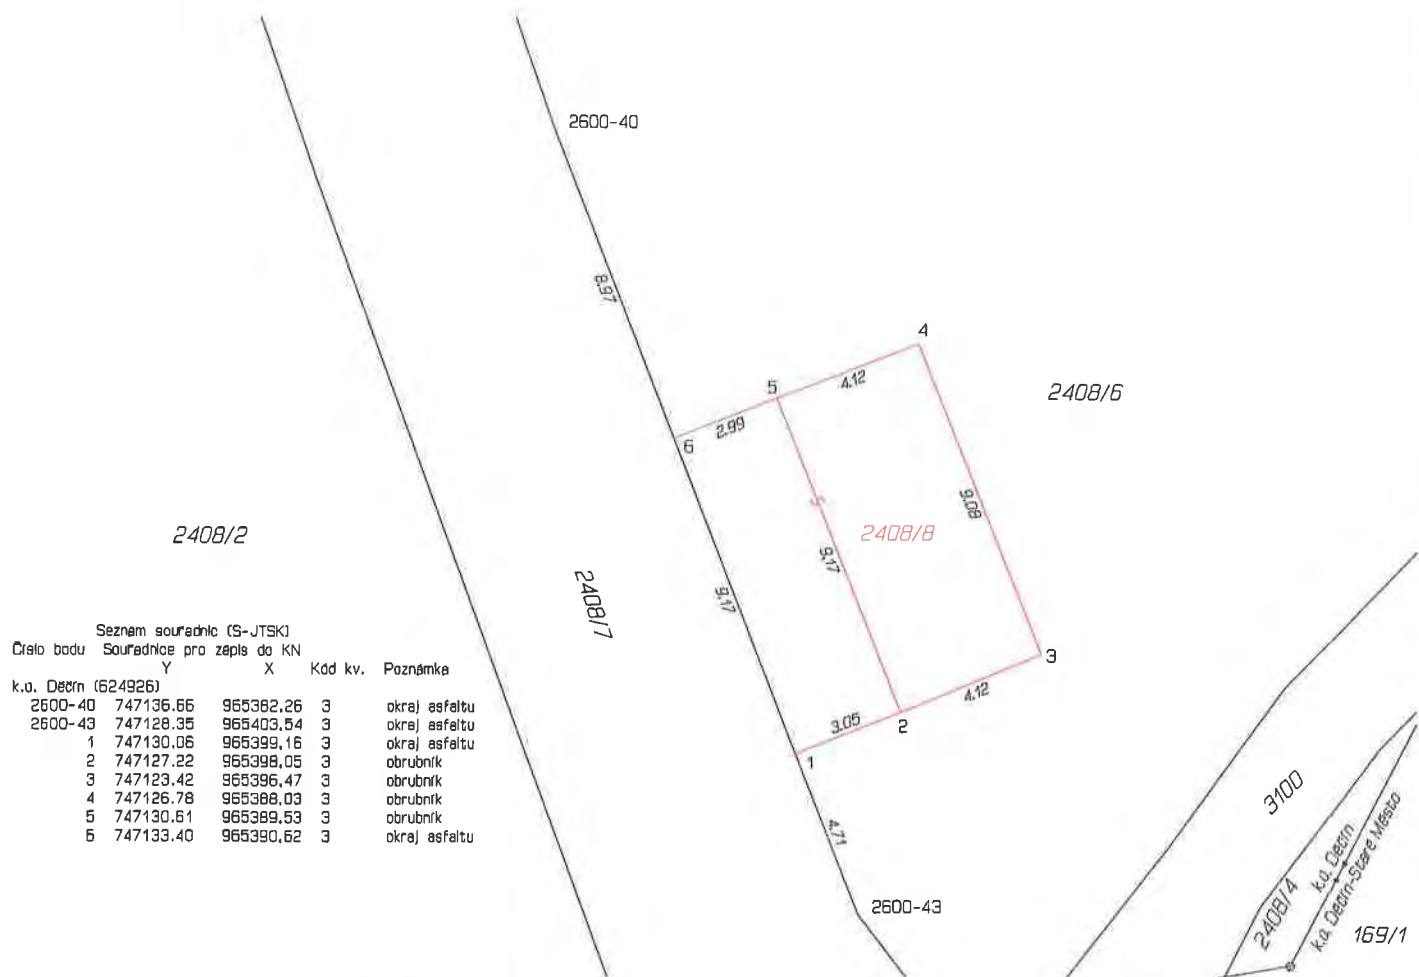 2600-40
8.97
4
5
4.12
2408/6
2.99
6
9.08
2408/8
2408/2
9.17
9.17
2408/7
3
4.12
3.05
2
1
Seznam souřadnic (S-JTSK)
Číslo bodu Souřadnice pro zápis do KN
Y X Kód kv. Poznámka
k.ú. Děčín (624926)
2600-40 747136.66 965382.26 3 okraj asfaltu
2600-43 747128.35 965403.54 3 okraj asfaltu
1 747130.06 965399.16 3 okraj asfaltu
2 747127.22 965398.05 3 obrubník
3 747123.42 965396.47 3 obrubník
4 747126.78 965388.03 3 obrubník
5 747130.61 965389.53 3 obrubník
6 747133.40 965390.62 3 okraj asfaltu
4.71
2600-43
3100
2408/4
k.ú. Děčín
k.ú. Děčín-Staré Město
169/1